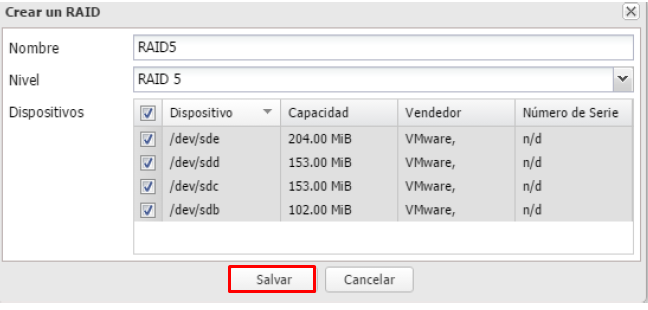 Crear un RAID
Nombre RAID5
Nivel RAID 5
Dispositivos Dispositivo Capacidad Vendedor Número de Serie
/dev/sde 204.00 MiB VMware, n/d
/dev/sdd 153.00 MiB VMware, n/d
/dev/sdc 153.00 MiB VMware, n/d
/dev/sdb 102.00 MiB VMware, n/d
Salvar Cancelar